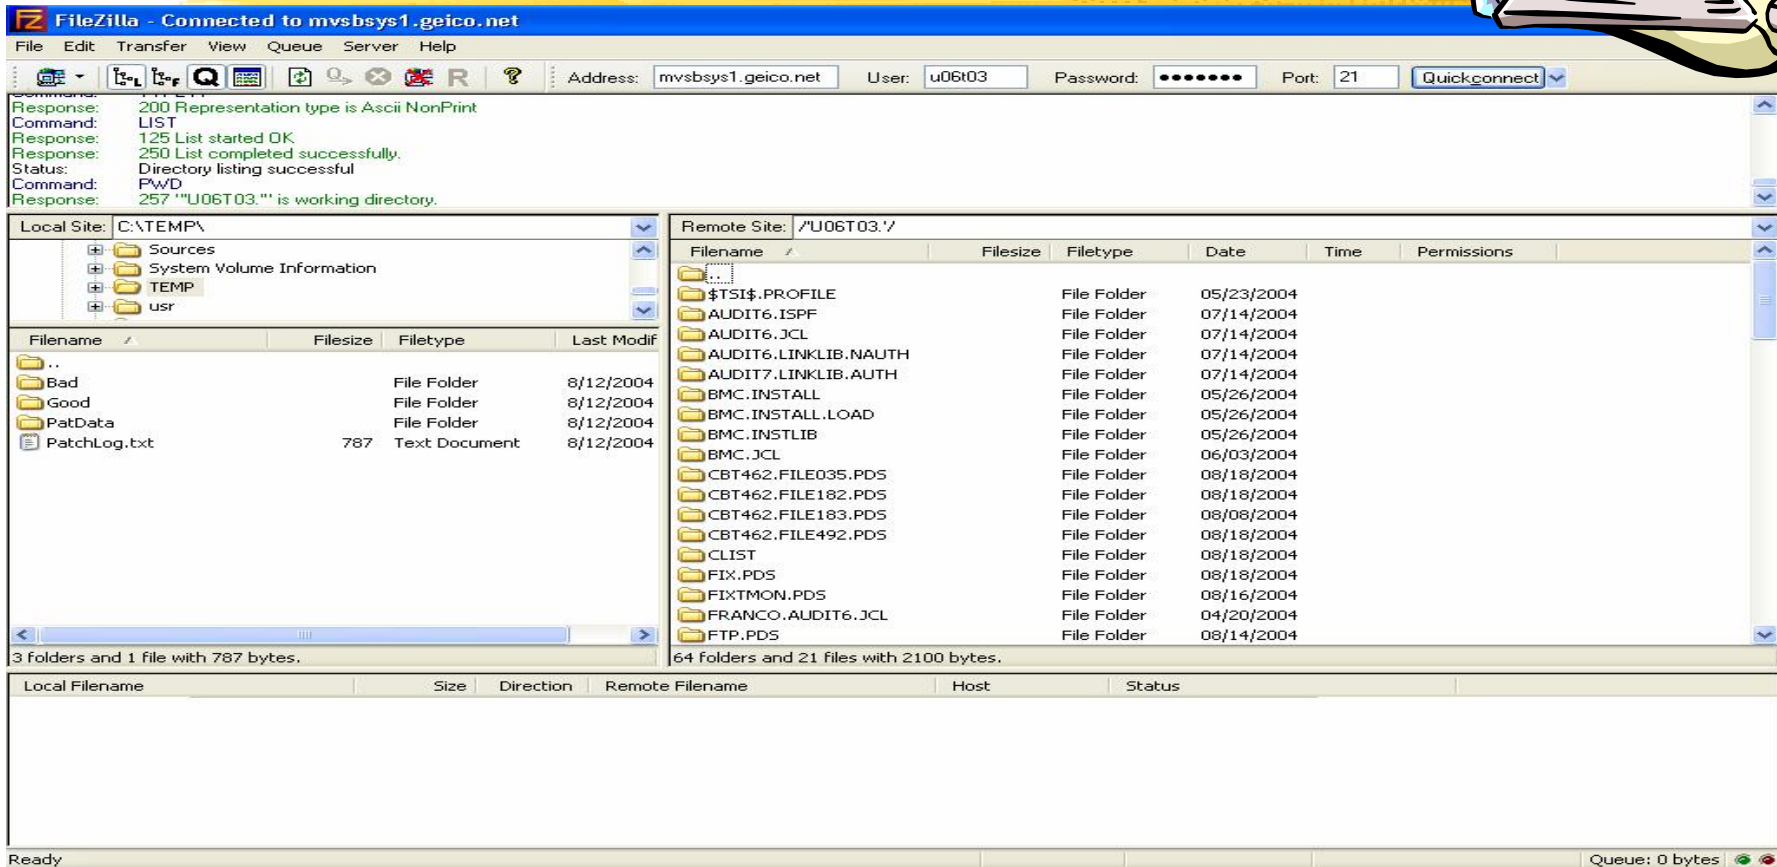 FileZilla - Connected to mvsbsys1.geico.net
File Edit Transfer View Queue Server Help
Address: mvsbsys1.geico.net User: u06t03 Password: ●●●●●●● Port: 21 Quickconnect
Response: 200 Representation type is Ascii NonPrint
Command: LIST
Response: 125 List started OK
Response: 250 List completed successfully.
Status: Directory listing successful
Command: PWD
Response: 257 "'U06T03.'" is working directory.
Local Site: C:\TEMP\
Sources
System Volume Information
TEMP
usr
Filename Filesize Filetype Last Modif
..
Bad File Folder 8/12/2004
Good File Folder 8/12/2004
PatData File Folder 8/12/2004
PatchLog.txt 787 Text Document 8/12/2004
3 folders and 1 file with 787 bytes.
Remote Site: /'U06T03.'/
Filename Filesize Filetype Date Time Permissions
..
$TSI$.PROFILE File Folder 05/23/2004
AUDIT6.ISPF File Folder 07/14/2004
AUDIT6.JCL File Folder 07/14/2004
AUDIT6.LINKLIB.NAUTH File Folder 07/14/2004
AUDIT7.LINKLIB.AUTH File Folder 07/14/2004
BMC.INSTALL File Folder 05/26/2004
BMC.INSTALL.LOAD File Folder 05/26/2004
BMC.INSTLIB File Folder 05/26/2004
BMC.JCL File Folder 06/03/2004
CBT462.FILE035.PDS File Folder 08/18/2004
CBT462.FILE182.PDS File Folder 08/18/2004
CBT462.FILE183.PDS File Folder 08/08/2004
CBT462.FILE492.PDS File Folder 08/18/2004
CLIST File Folder 08/18/2004
FIX.PDS File Folder 08/18/2004
FIXTMON.PDS File Folder 08/16/2004
FRANCO.AUDIT6.JCL File Folder 04/20/2004
FTP.PDS File Folder 08/14/2004
64 folders and 21 files with 2100 bytes.
Local Filename Size Direction Remote Filename Host Status
Ready Queue: 0 bytes